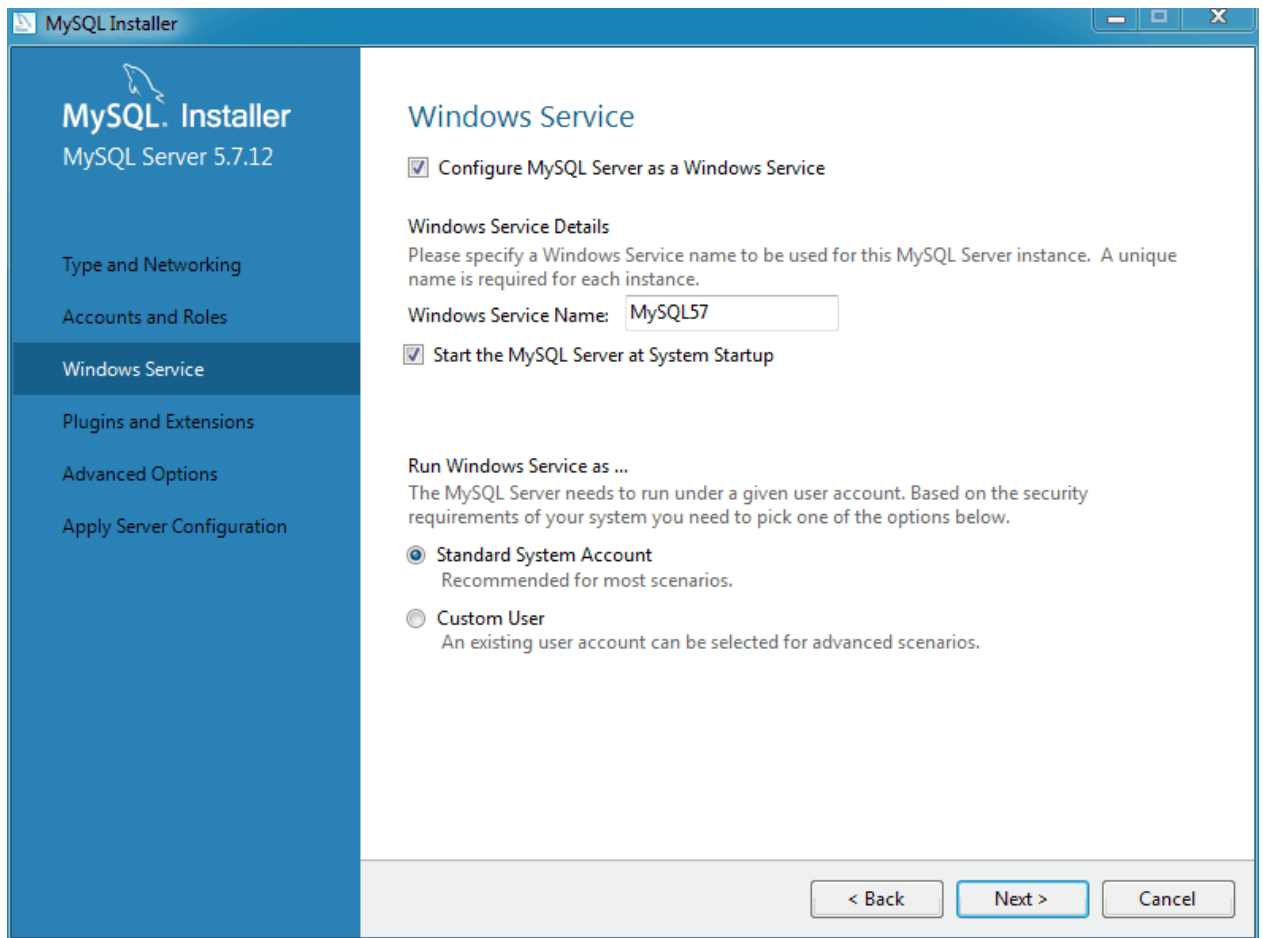 MySQL Installer
MySQL. Installer
MySQL Server 5.7.12
Type and Networking
Accounts and Roles
Windows Service
Plugins and Extensions
Advanced Options
Apply Server Configuration
Windows Service
Configure MySQL Server as a Windows Service
Windows Service Details
Please specify a Windows Service name to be used for this MySQL Server instance. A unique
name is required for each instance.
Windows Service Name: MySQL57
Start the MySQL Server at System Startup
Run Windows Service as ...
The MySQL Server needs to run under a given user account. Based on the security
requirements of your system you need to pick one of the options below.
Standard System Account
Recommended for most scenarios.
Custom User
An existing user account can be selected for advanced scenarios.
< Back Next > Cancel